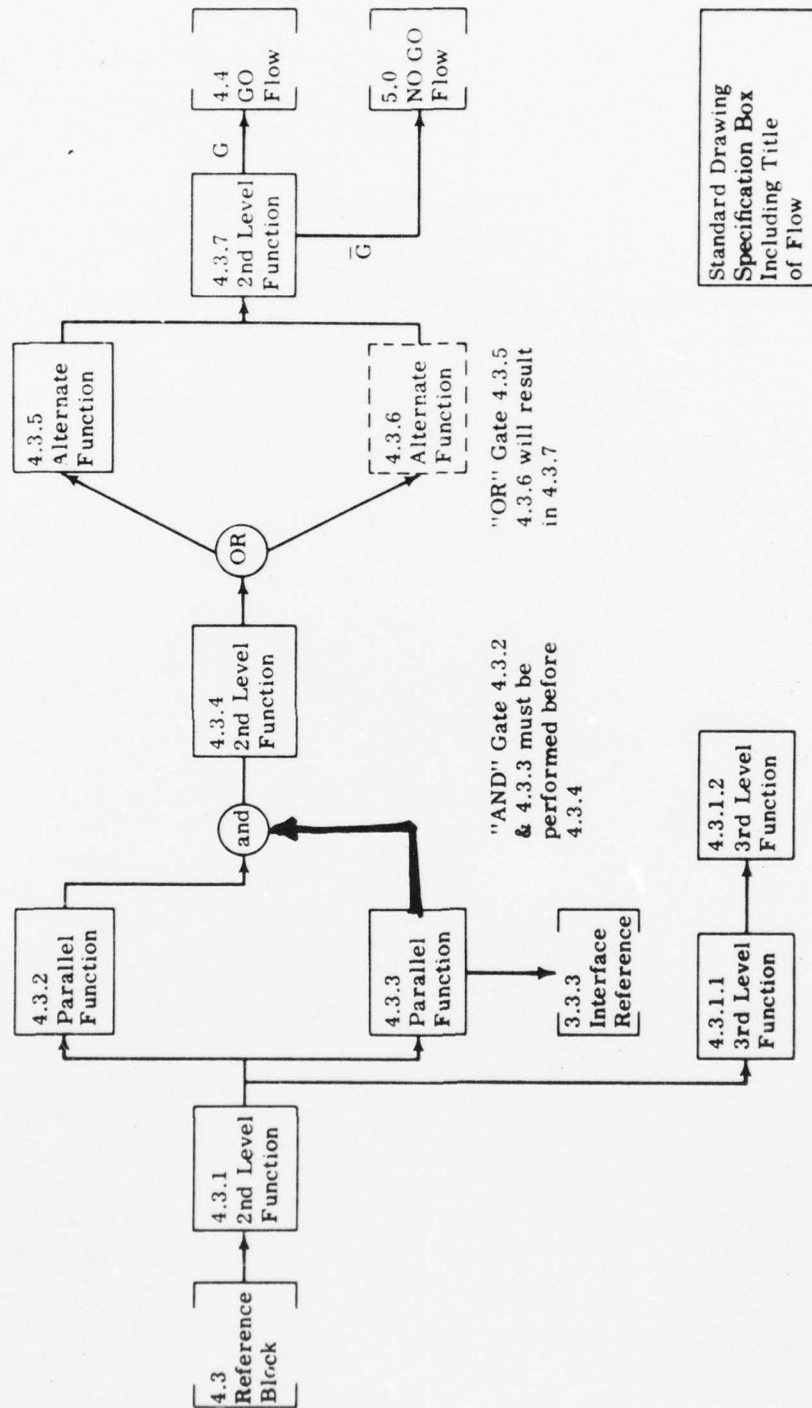 4.3
Reference
Block
4.3.1
2nd Level
Function
4.3.2
Parallel
Function
4.3.3
Parallel
Function
3.3.3
Interface
Reference
4.3.1.1
3rd Level
Function
4.3.1.2
3rd Level
Function
and
"AND" Gate 4.3.2
& 4.3.3 must be
performed before
4.3.4
4.3.4
2nd Level
Function
OR
"OR" Gate 4.3.5
4.3.6 will result
in 4.3.7
4.3.5
Alternate
Function
4.3.6
Alternate
Function
4.3.7
2nd Level
Function
G
G̅
4.4
GO
Flow
5.0
NO GO
Flow
Standard Drawing
Specification Box
Including Title
of Flow